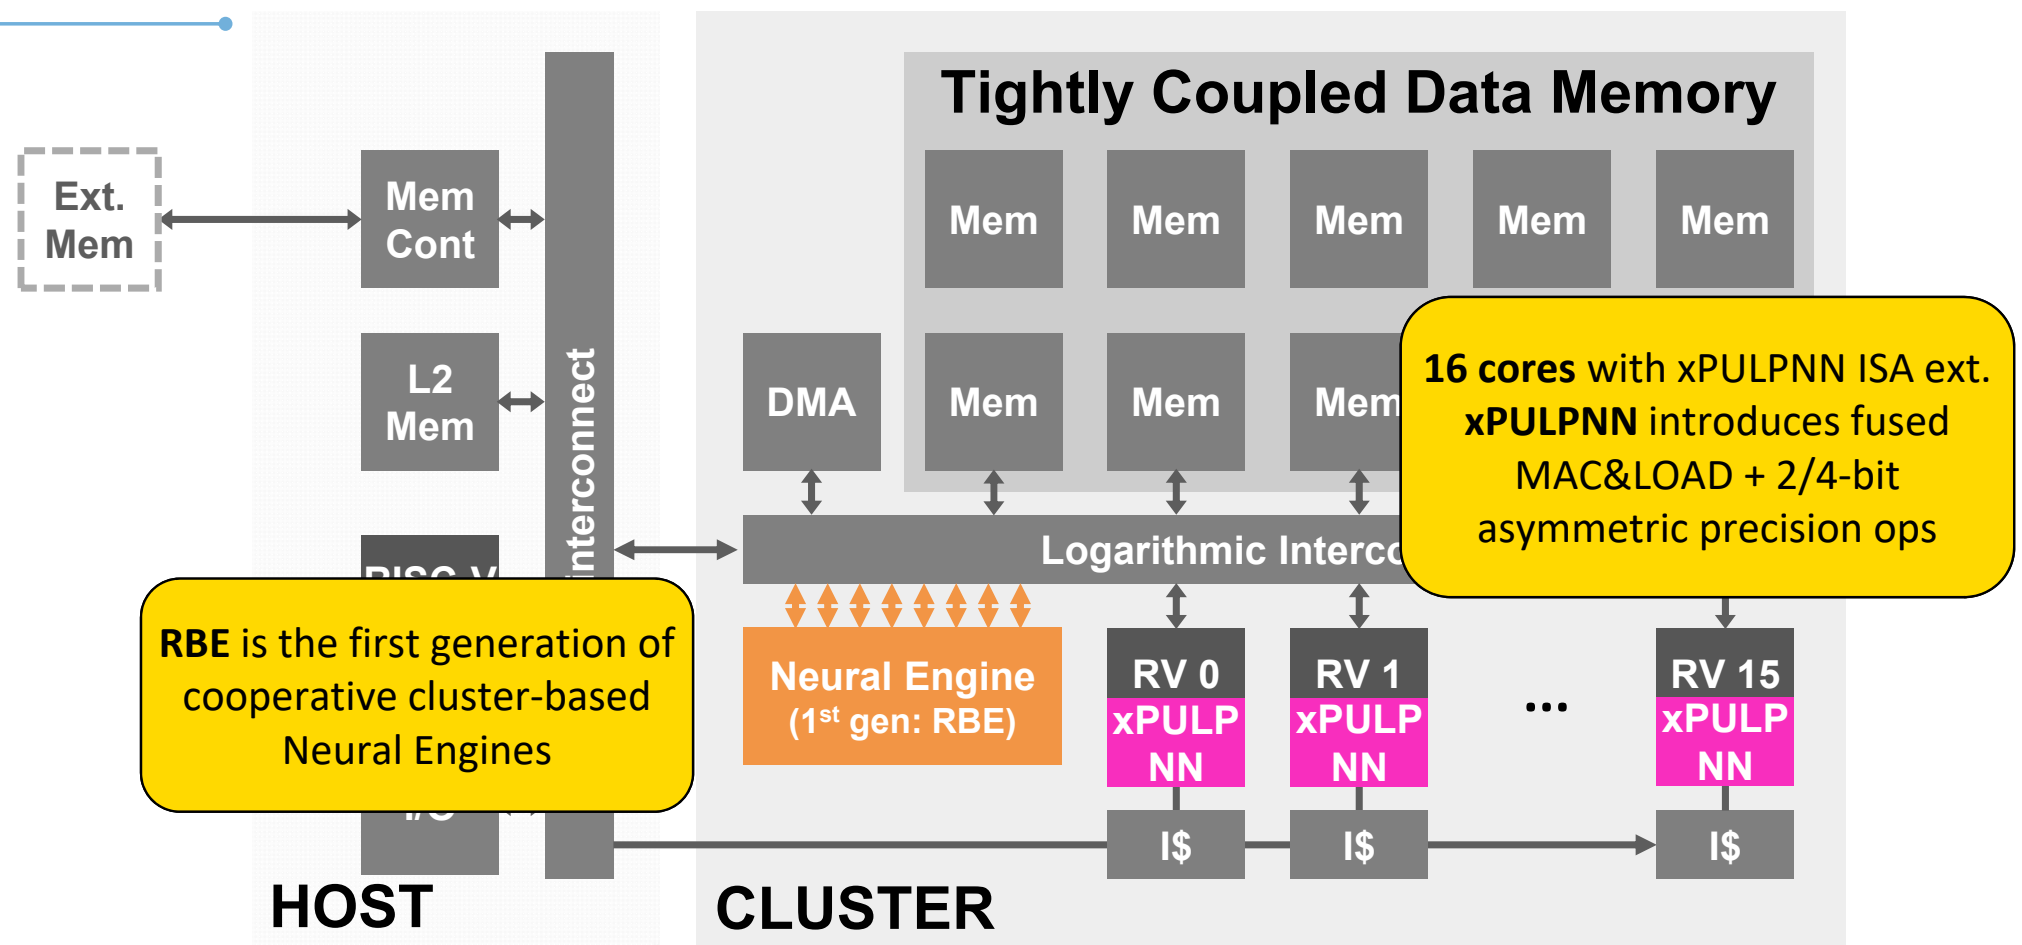 Tightly Coupled Data Memory
Ext.
Mem
Mem
Cont
Mem
Mem
Mem
Mem
Mem
L2
Mem
interconnect
DMA
Mem
Mem
Mem
16 cores with xPULPNN ISA ext.
xPULPNN introduces fused
MAC&LOAD + 2/4-bit
asymmetric precision ops
Logarithmic
RISC-V
RBE is the first generation of
cooperative cluster-based
Neural Engines
I/O
Neural Engine
(1st gen: RBE)
RV 0
xPULP
NN
RV 1
xPULP
NN
...
RV 15
xPULP
NN
I$
I$
I$
HOST
CLUSTER